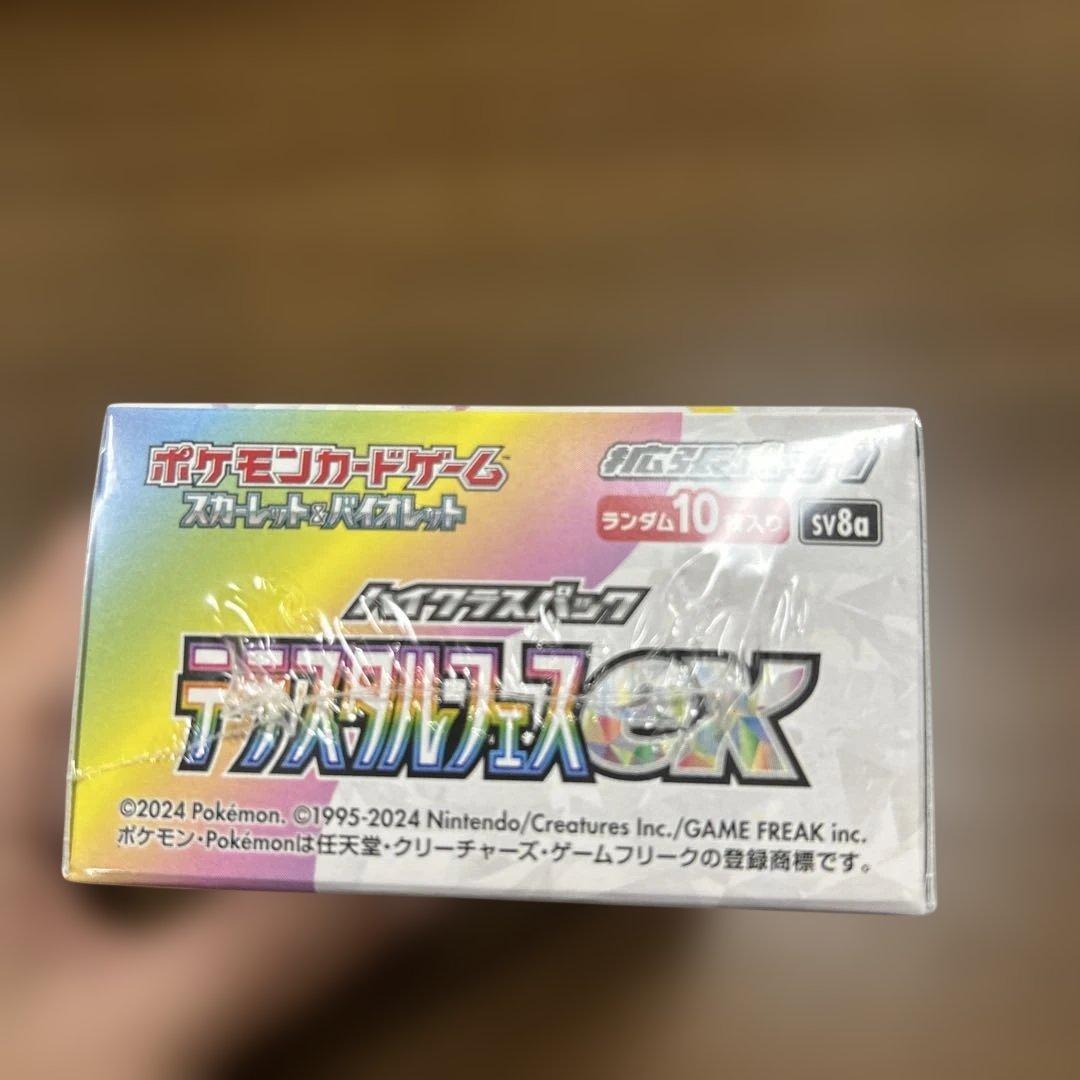 ポケモンカードゲーム
スカーレット&バイオレット
拡張パック
ランダム10枚入り
SV8a
ハイクラスパック
テラスタルフェスex
©2024 Pokémon. ©1995-2024 Nintendo/Creatures Inc./GAME FREAK inc.
ポケモン・Pokémonは任天堂・クリーチャーズ・ゲームフリークの登録商標です。